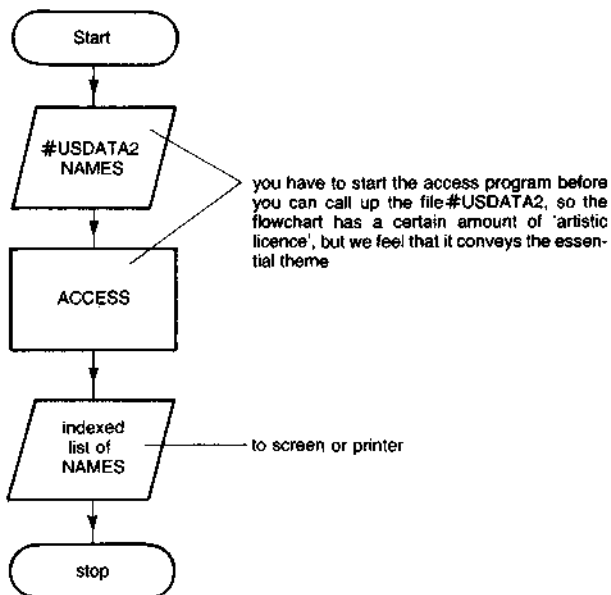 Start
#USDATA2
NAMES
you have to start the access program before
you can call up the file#USDATA2, so the
flowchart has a certain amount of 'artistic
licence', but we feel that it conveys the essen-
tial theme
ACCESS
indexed
list of
NAMES
to screen or printer
stop